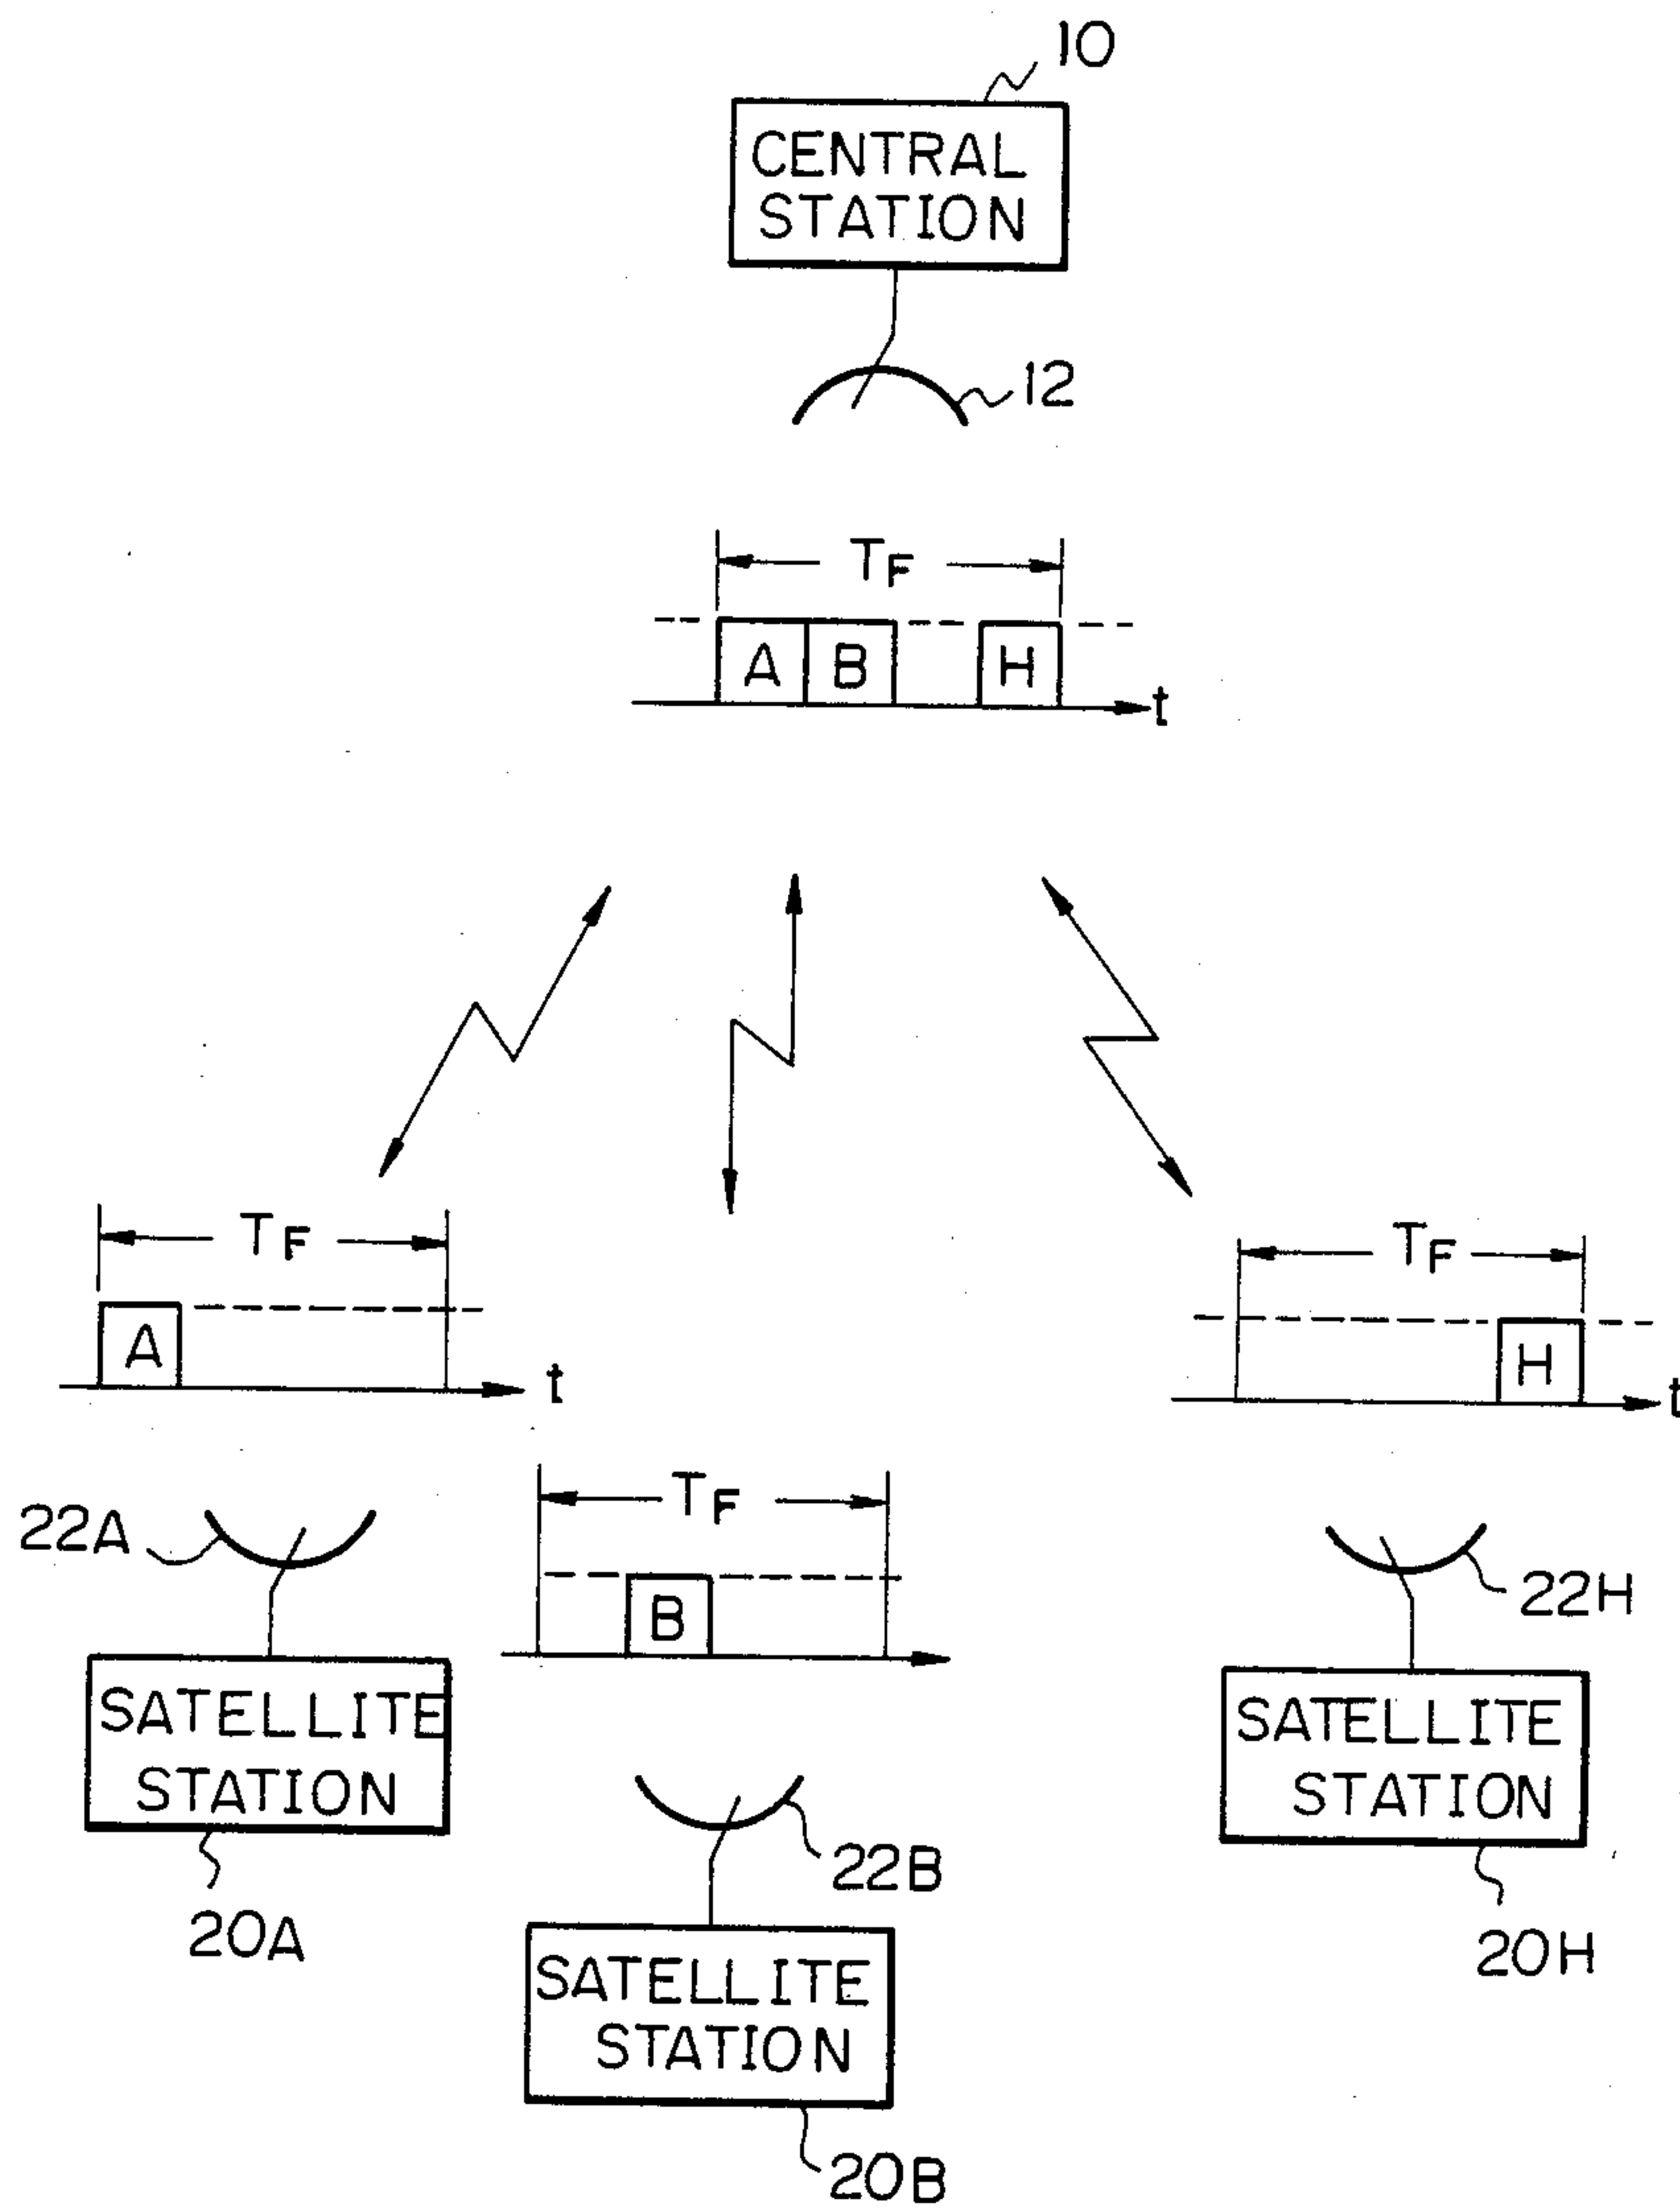 10
CENTRAL
STATION
12
TF
A B H
t
TF
A
t
TF
H
t
22A
TF
B
22H
SATELLITE
STATION
20A
22B
SATELLITE
STATION
20H
SATELLITE
STATION
20B